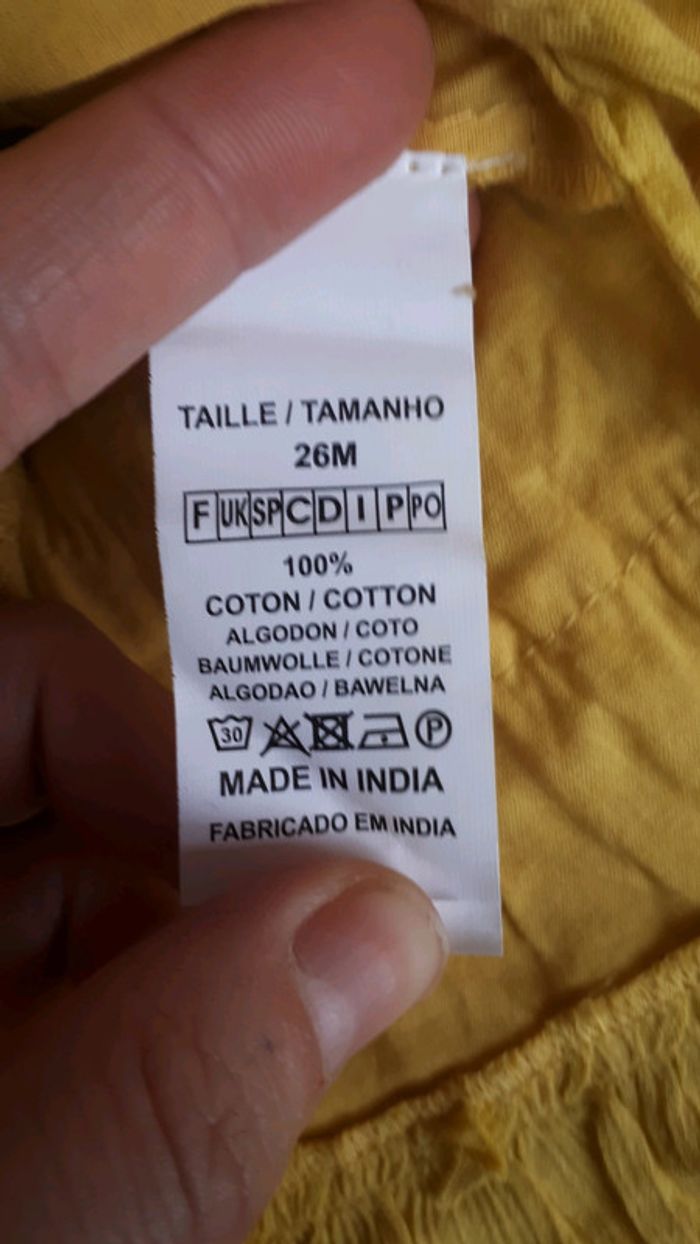 TAILLE / TAMANHO
26M
F UK SP C D I P PO
100%
COTON / COTTON
ALGODON / COTO
BAUMWOLLE / COTONE
ALGODAO / BAWELNA
30 P
MADE IN INDIA
FABRICADO EM INDIA